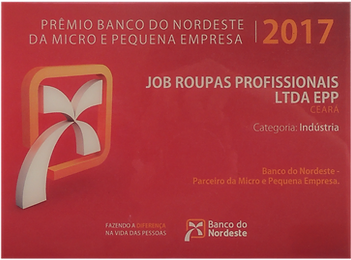 PRÊMIO BANCO DO NORDESTE
DA MICRO E PEQUENA EMPRESA
2017
JOB ROUPAS PROFISSIONAIS
LTDA EPP
CEARÁ
Categoria: Indústria
Banco do Nordeste -
Parceiro da Micro e Pequena Empresa.
FAZENDO A DIFERENÇA
NA VIDA DAS PESSOAS
Banco do
Nordeste